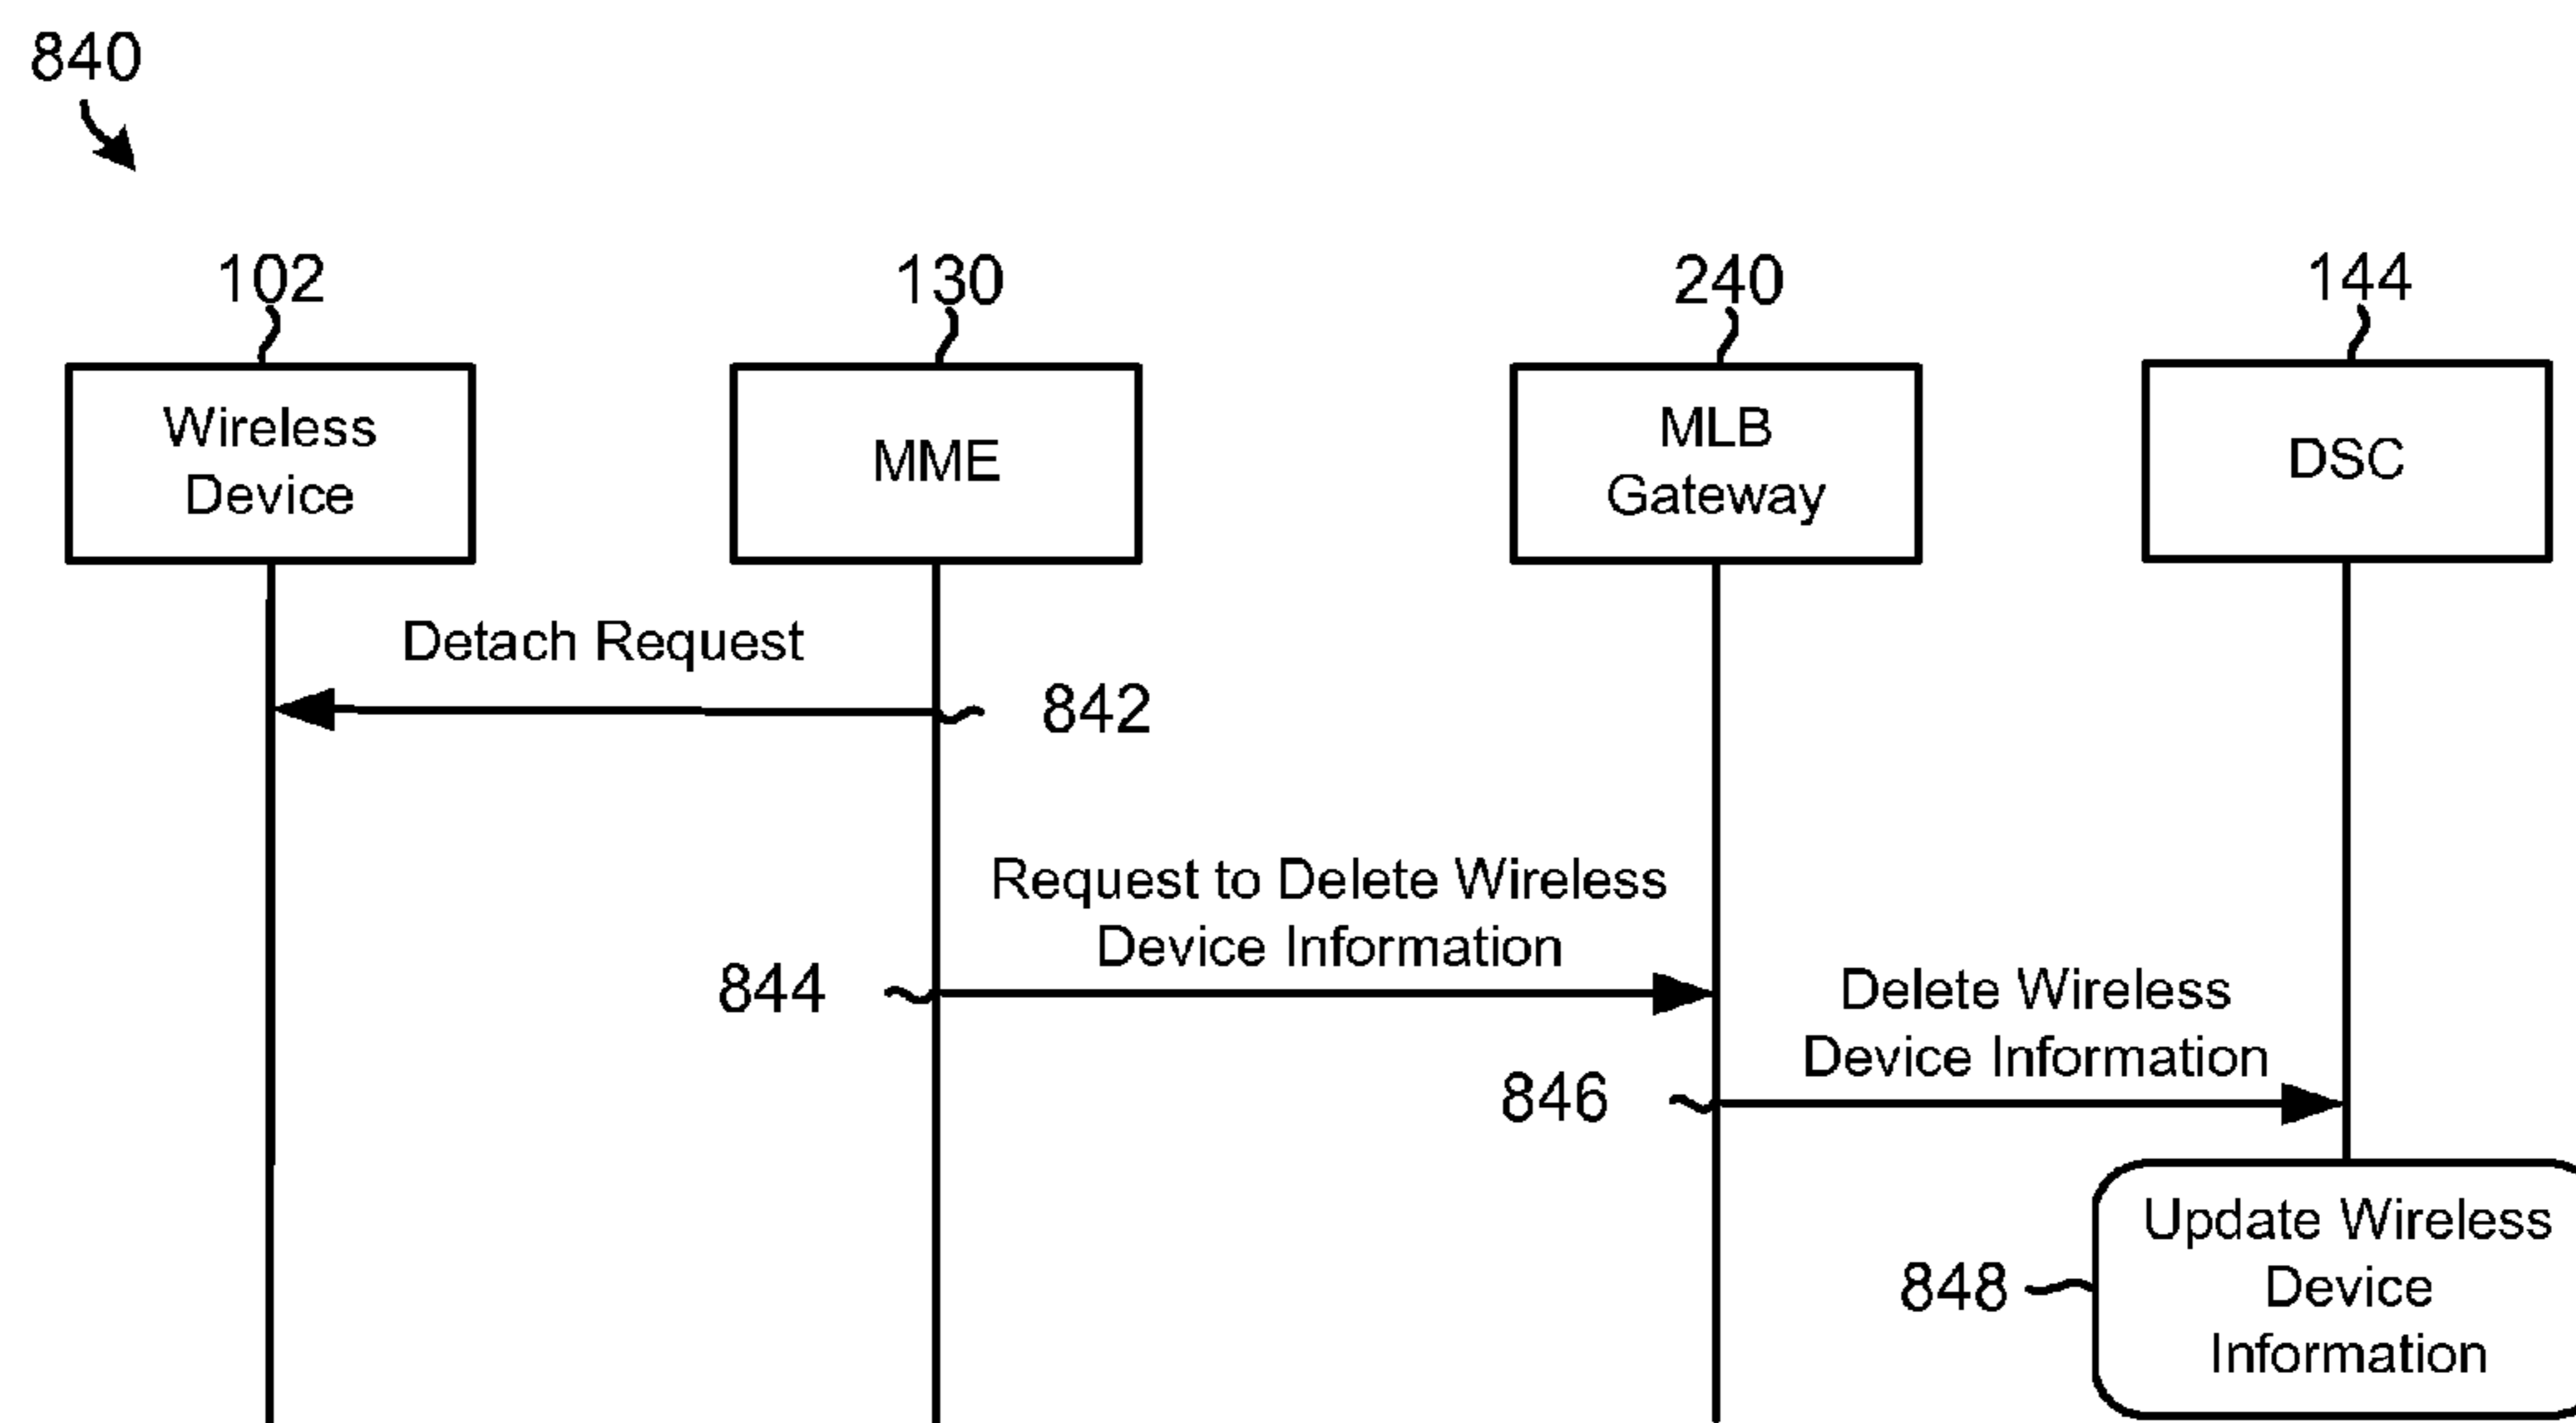 840
102
130
240
144
Wireless
Device
MME
MLB
Gateway
DSC
Detach Request
842
Request to Delete Wireless
Device Information
844
Delete Wireless
Device Information
846
Update Wireless
Device
Information
848